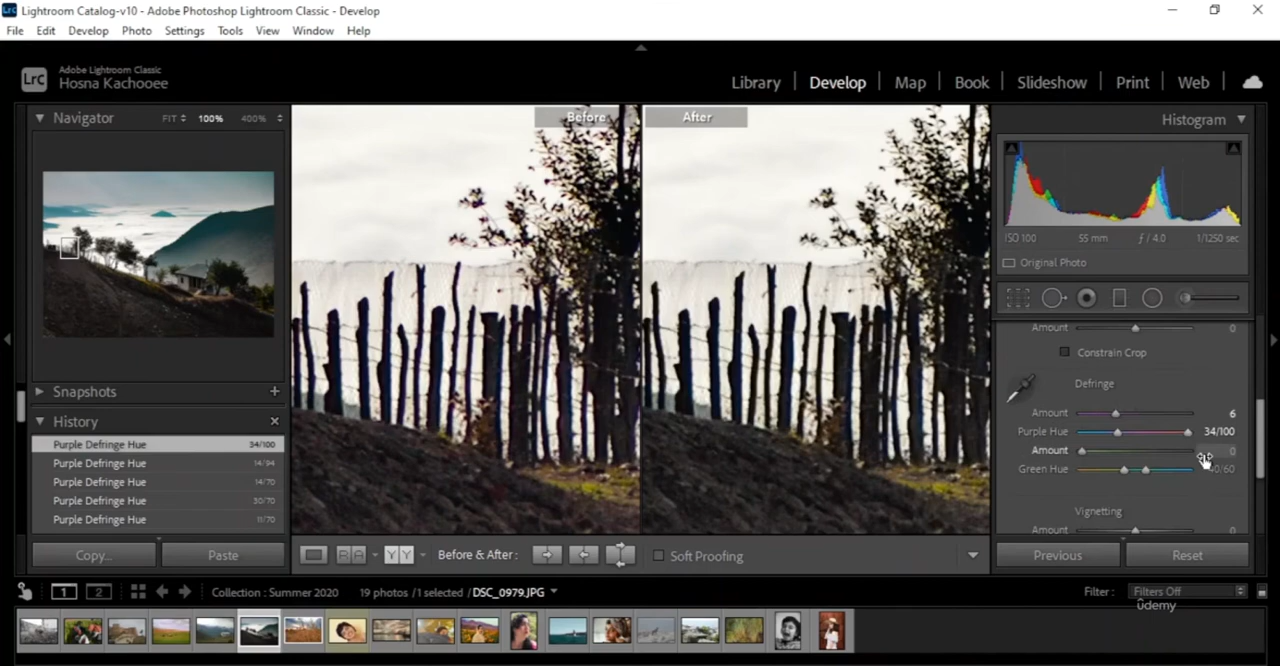 Lightroom Catalog-v10 - Adobe Photoshop Lightroom Classic - Develop
File Edit Develop Photo Settings Tools View Window Help
LrC
Adobe Lightroom Classic
Hosna Kachooee
Library | Develop | Map | Book | Slideshow | Print | Web
Navigator FIT 100% 400%
Before
After
Histogram
ISO 100 55 mm ƒ / 4.0 1/1250 sec
Original Photo
Amount 0
Constrain Crop
Defringe
Amount 6
Purple Hue 34/100
Amount 0
Green Hue 40/60
Vignetting
Amount 0
Snapshots +
History
Purple Defringe Hue 34/100
Purple Defringe Hue 14/94
Purple Defringe Hue 14/70
Purple Defringe Hue 30/70
Purple Defringe Hue 11/70
Copy... Paste
R A Y Y Before & After : Soft Proofing
Previous Reset
1 2 Collection : Summer 2020 19 photos / 1 selected / DSC_0979.JPG
Filter : Filters Off
ûdemy